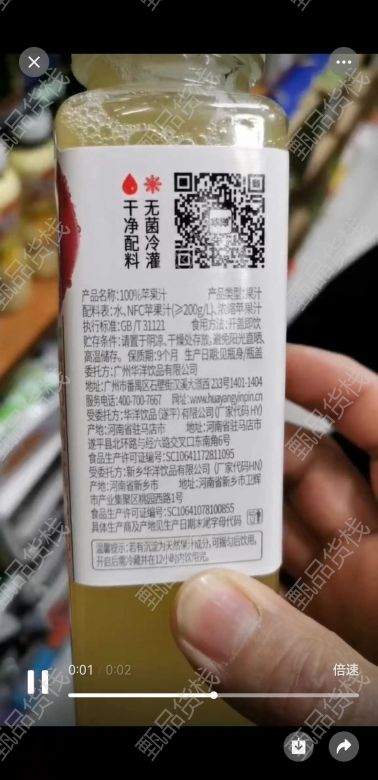 无菌冷灌
干净配料
产品名称:100%苹果汁 产品类型:果汁
配料表:水、NFC苹果汁(≥200g/L)、浓缩苹果汁
执行标准:GB/T 31121 食用方法:开盖即饮
贮存条件:请置于阴凉、干燥处存放,避免阳光直晒,
高温储存。保质期:9个月 生产日期:见瓶身/瓶盖
委托方:广州华洋饮品有限公司
地址:广州市番禺区石壁街汉溪大道西 213号1401-1404
服务电话:400-700-7667 网址:www.huayangyinpin.cn
受委托方:华洋饮品(遂平)有限公司(厂家代码HY)
产地:河南省驻马店市 地址:河南省驻马店市
遂平县北环路与经六路交叉口东南角6号
食品生产许可证编号:SC10641172811095
受委托方:新乡华洋饮品有限公司 (厂家代码HN)
产地:河南省新乡市 地址:河南省新乡市卫辉
市产业集聚区桃园西路1号
食品生产许可证编号:SC10641078100855
具体生产商及产地见生产日期末尾字母代码
温馨提示:若有沉淀为天然果汁成分,可摇匀后饮用。
开启后需冷藏并在12小时内饮用完。
0:01 / 0:02 倍速
甄品货栈